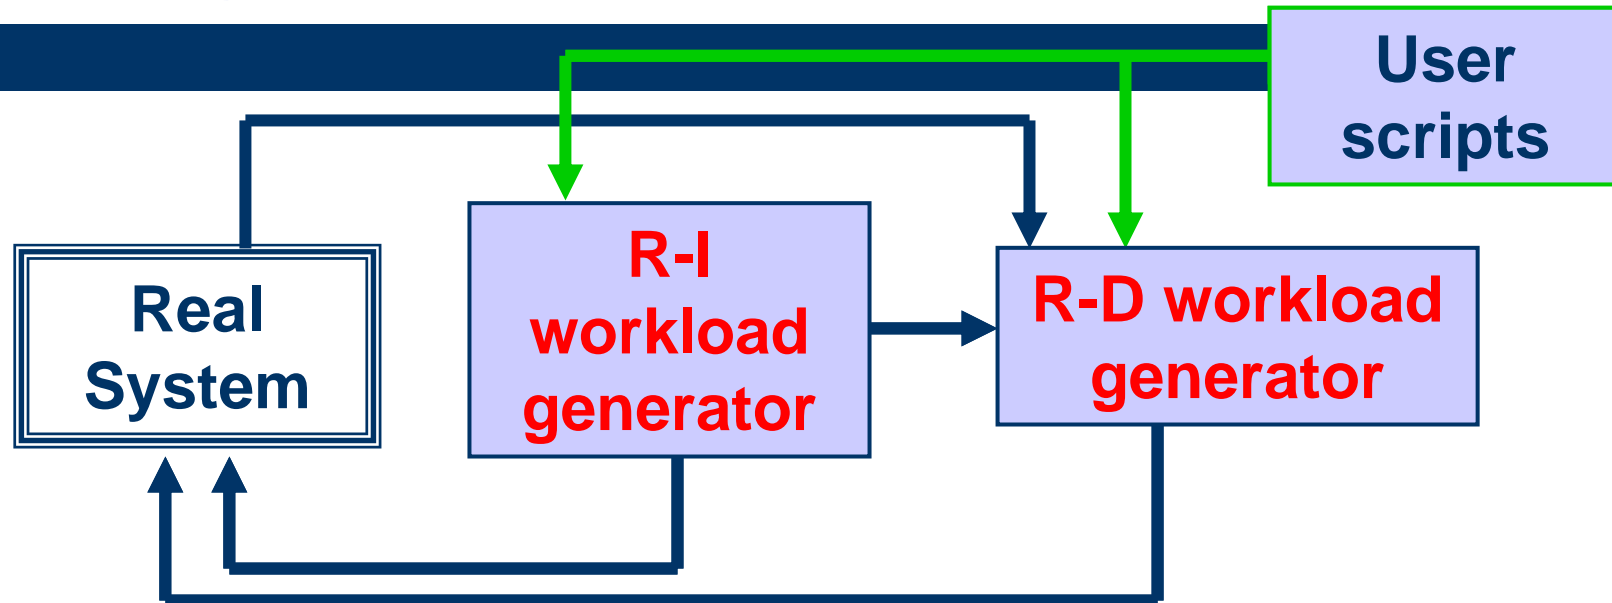 User
scripts
Real
System
R-I
workload
generator
R-D workload
generator